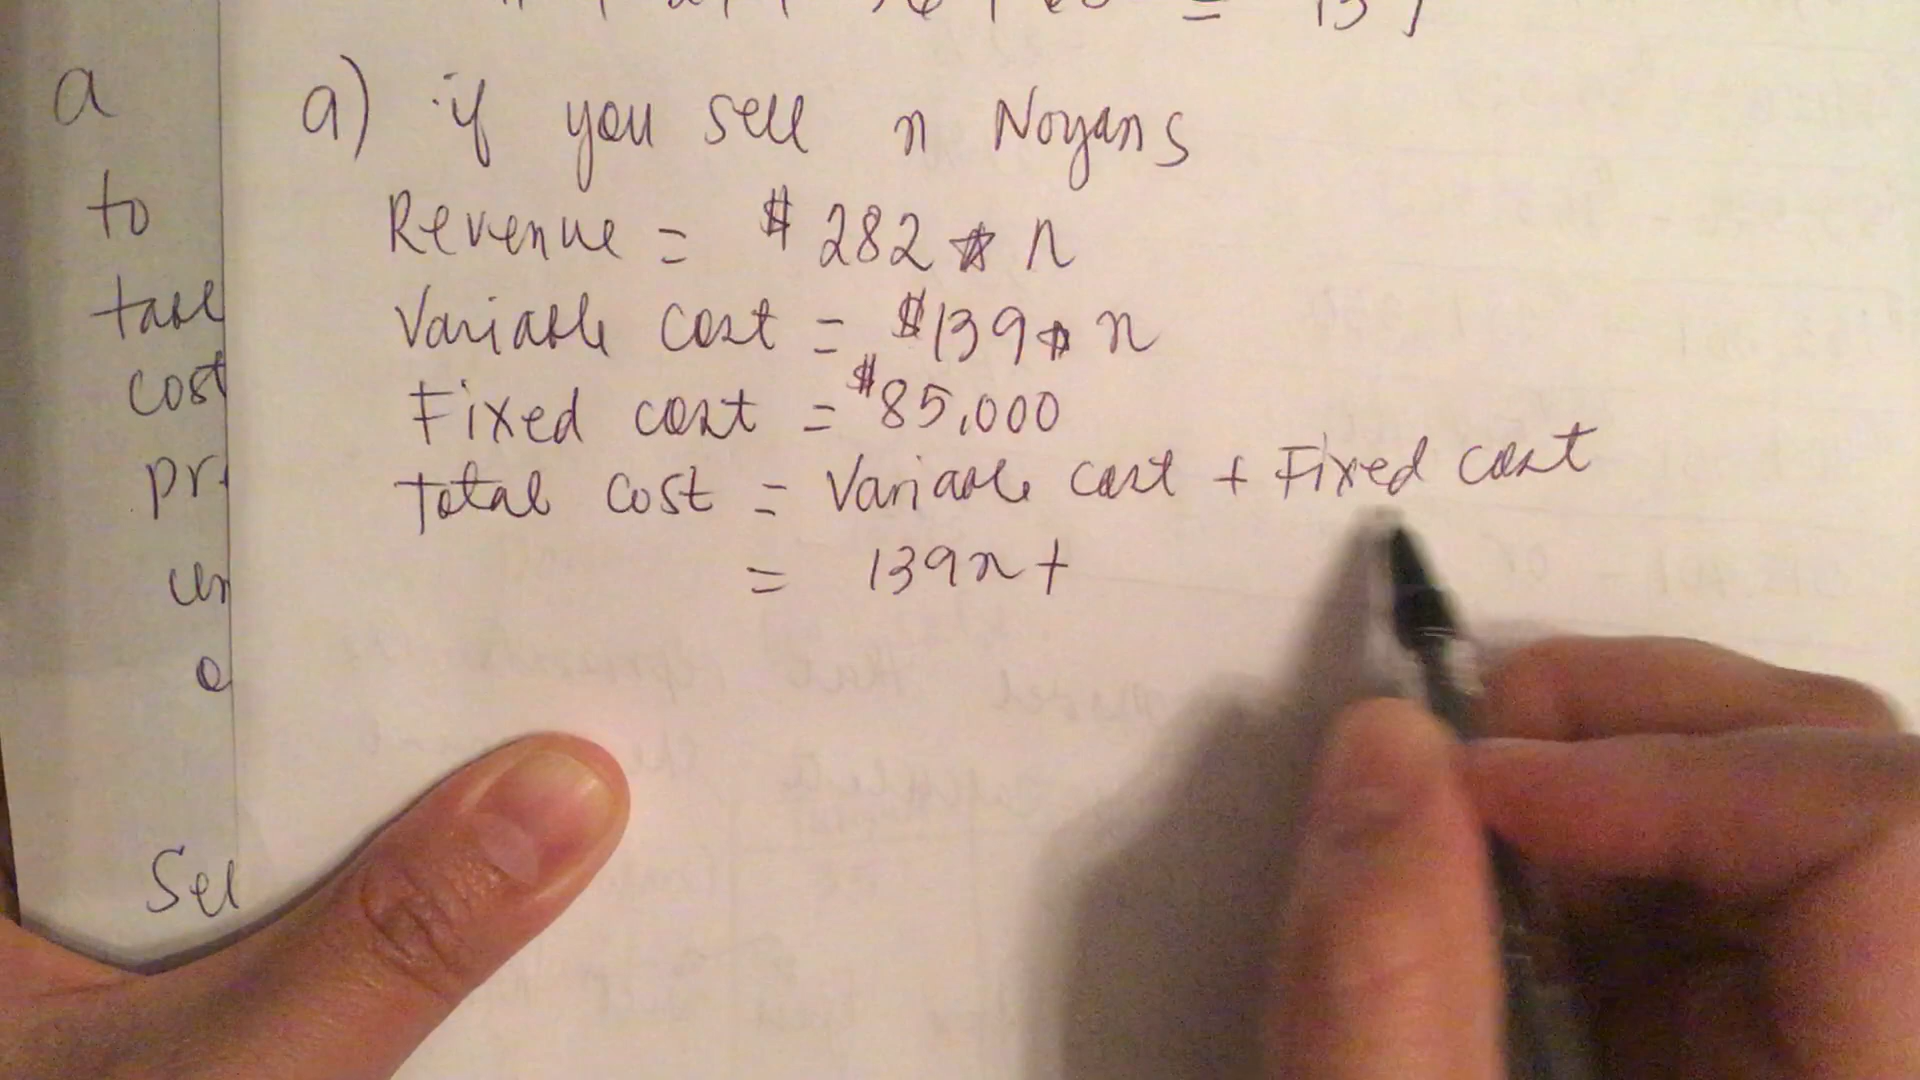 = 139
a) if you sell n Noyans
Revenue = $282 * n
Variable cost = $139 * n
Fixed cost = $85,000
Total cost = Variable cost + Fixed cost
= 139n +
a
to
cost
Sel